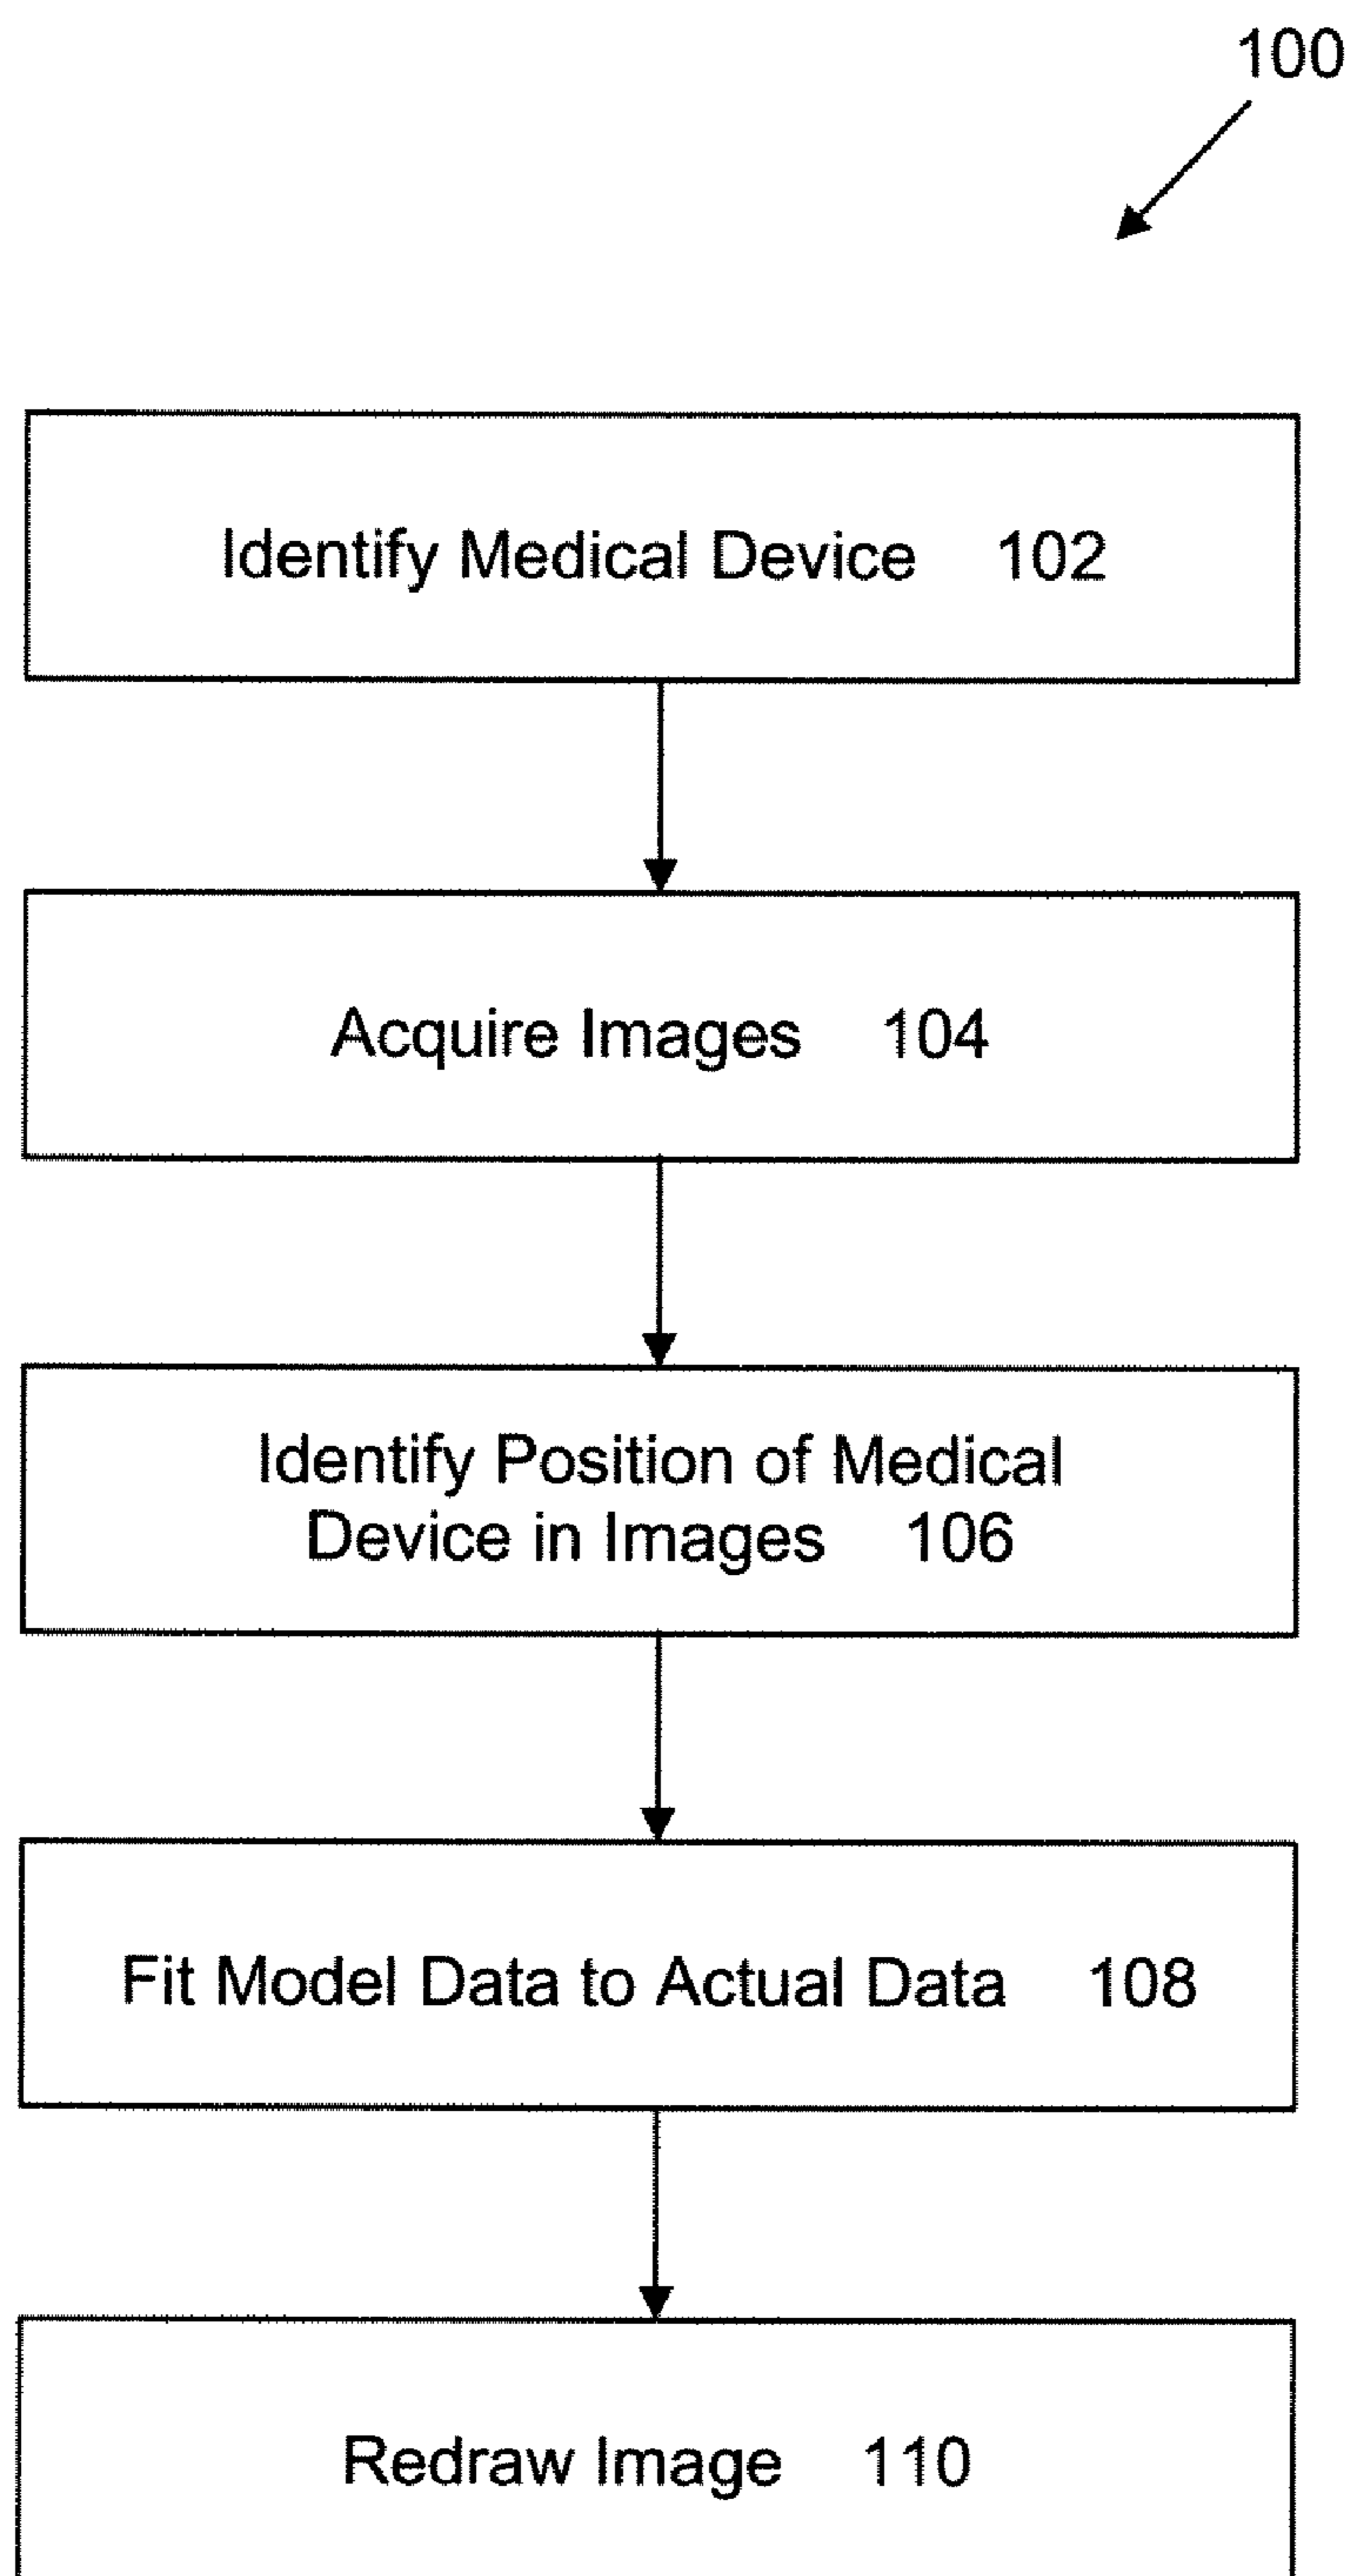 100
Identify Medical Device 102
Acquire Images 104
Identify Position of Medical
Device in Images 106
Fit Model Data to Actual Data 108
Redraw Image 110